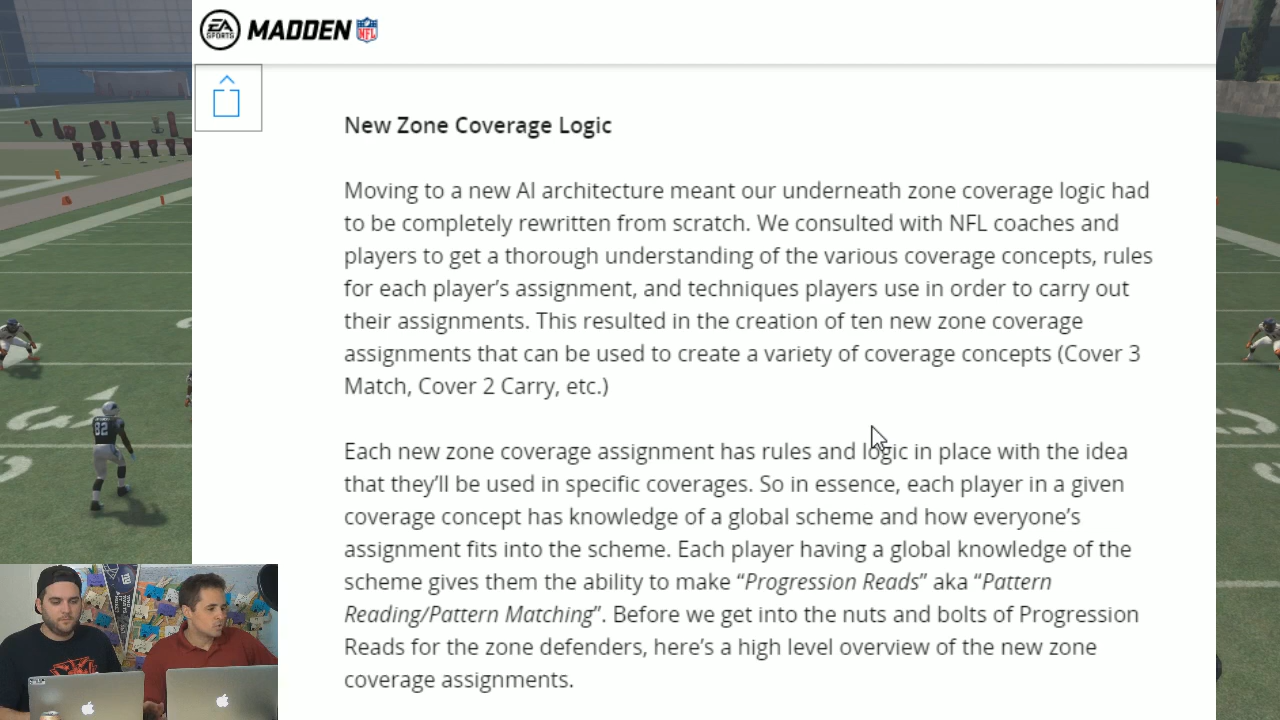 EA
SPORTS
MADDEN
NFL
New Zone Coverage Logic
Moving to a new AI architecture meant our underneath zone coverage logic had
to be completely rewritten from scratch. We consulted with NFL coaches and
players to get a thorough understanding of the various coverage concepts, rules
for each player's assignment, and techniques players use in order to carry out
their assignments. This resulted in the creation of ten new zone coverage
assignments that can be used to create a variety of coverage concepts (Cover 3
Match, Cover 2 Carry, etc.)
Each new zone coverage assignment has rules and logic in place with the idea
that they'll be used in specific coverages. So in essence, each player in a given
coverage concept has knowledge of a global scheme and how everyone's
assignment fits into the scheme. Each player having a global knowledge of the
scheme gives them the ability to make “Progression Reads” aka “Pattern
Reading/Pattern Matching”. Before we get into the nuts and bolts of Progression
Reads for the zone defenders, here's a high level overview of the new zone
coverage assignments.
82